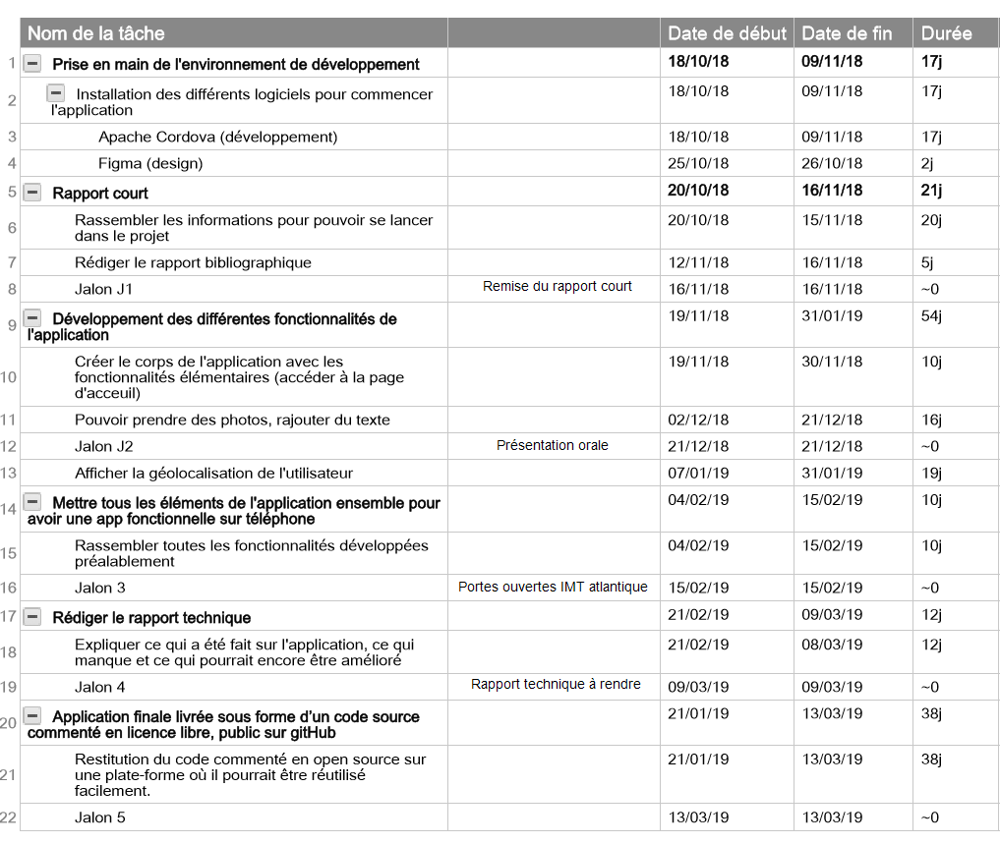 Nom de la tâche Date de début Date de fin Durée
1 Prise en main de l'environnement de développement 18/10/18 09/11/18 17j
2 Installation des différents logiciels pour commencer 18/10/18 09/11/18 17j
l'application
3 Apache Cordova (développement) 18/10/18 09/11/18 17j
4 Figma (design) 25/10/18 26/10/18 2j
5 Rapport court 20/10/18 16/11/18 21j
6 Rassembler les informations pour pouvoir se lancer 20/10/18 15/11/18 20j
dans le projet
7 Rédiger le rapport bibliographique 12/11/18 16/11/18 5j
8 Jalon J1 Remise du rapport court 16/11/18 16/11/18 ~0
9 Développement des différentes fonctionnalités de 19/11/18 31/01/19 54j
l'application
10 Créer le corps de l'application avec les 19/11/18 30/11/18 10j
fonctionnalités élémentaires (accéder à la page
d'acceuil)
11 Pouvoir prendre des photos, rajouter du texte 02/12/18 21/12/18 16j
12 Jalon J2 Présentation orale 21/12/18 21/12/18 ~0
13 Afficher la géolocalisation de l'utilisateur 07/01/19 31/01/19 19j
14 Mettre tous les éléments de l'application ensemble pour 04/02/19 15/02/19 10j
avoir une app fonctionnelle sur téléphone
15 Rassembler toutes les fonctionnalités développées 04/02/19 15/02/19 10j
préalablement
16 Jalon 3 Portes ouvertes IMT atlantique 15/02/19 15/02/19 ~0
17 Rédiger le rapport technique 21/02/19 09/03/19 12j
18 Expliquer ce qui a été fait sur l'application, ce qui 21/02/19 08/03/19 12j
manque et ce qui pourrait encore être amélioré
19 Jalon 4 Rapport technique à rendre 09/03/19 09/03/19 ~0
20 Application finale livrée sous forme d'un code source 21/01/19 13/03/19 38j
commenté en licence libre, public sur gitHub
21 Restitution du code commenté en open source sur 21/01/19 13/03/19 38j
une plate-forme où il pourrait être réutilisé
facilement.
22 Jalon 5 13/03/19 13/03/19 ~0